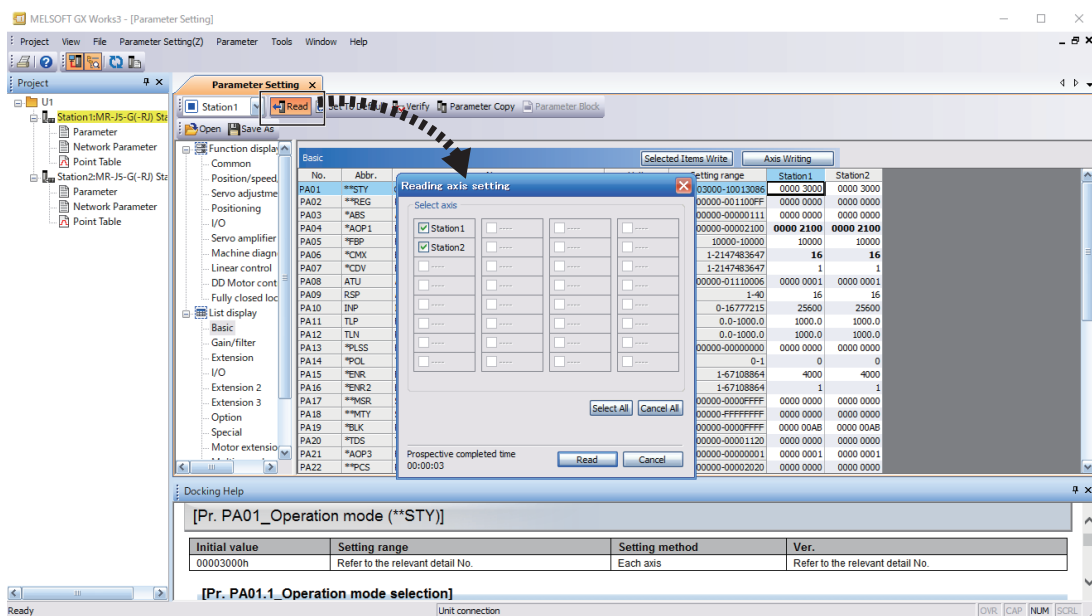 MELSOFT GX Works3 - [Parameter Setting]
Project View File Parameter Setting(Z) Parameter Tools Window Help
Project
U1
Station1:MR-J5-G(-RJ) Sta
Parameter
Network Parameter
Point Table
Station2:MR-J5-G(-RJ) Sta
Parameter
Network Parameter
Point Table
Parameter Setting
Station1 Read Set To Default Verify Parameter Copy Parameter Block
Open Save As
Function display
Common
Position/speed
Servo adjustme
Positioning
I/O
Servo amplifier
Machine diagn
Linear control
DD Motor cont
Fully closed loc
List display
Basic
Gain/filter
Extension
I/O
Extension 2
Extension 3
Option
Special
Motor extensio
Basic Selected Items Write Axis Writing
No. Abbr. Setting range Station1 Station2
PA01 **STY 03000-10013086 0000 3000 0000 3000
PA02 **REG 00000-001100FF 0000 0000 0000 0000
PA03 *ABS 00000-00000111 0000 0000 0000 0000
PA04 *AOP1 00000-00002100 0000 2100 0000 2100
PA05 *FBP 10000-10000 10000 10000
PA06 *CMX 1-2147483647 16 16
PA07 *CDV 1-2147483647 1 1
PA08 ATU 00000-01110006 0000 0001 0000 0001
PA09 RSP 1-40 16 16
PA10 INP 0-16777215 25600 25600
PA11 TLP 0.0-1000.0 1000.0 1000.0
PA12 TLN 0.0-1000.0 1000.0 1000.0
PA13 *PLSS 00000-00000000 0000 0000 0000 0000
PA14 *POL 0-1 0 0
PA15 *ENR 1-67108864 4000 4000
PA16 *ENR2 1-67108864 1 1
PA17 **MSR 00000-0000FFFF 0000 0000 0000 0000
PA18 **MTY 00000-FFFFFFFF 0000 0000 0000 0000
PA19 *BLK 00000-0000FFFF 0000 00AB 0000 00AB
PA20 *TDS 00000-00001120 0000 0000 0000 0000
PA21 *AOP3 00000-00000001 0000 0001 0000 0001
PA22 **PCS 00000-00002020 0000 0000 0000 0000
Reading axis setting
Select axis
Station1 ---- ---- ----
Station2 ---- ---- ----
---- ---- ---- ----
---- ---- ---- ----
---- ---- ---- ----
---- ---- ---- ----
---- ---- ---- ----
---- ---- ---- ----
Select All Cancel All
Prospective completed time
00:00:03
Read Cancel
Docking Help
[Pr. PA01_Operation mode (**STY)]
Initial value Setting range Setting method Ver.
00003000h Refer to the relevant detail No. Each axis Refer to the relevant detail No.
[Pr. PA01.1_Operation mode selection]
Ready Unit connection OVR CAP NUM SCRL